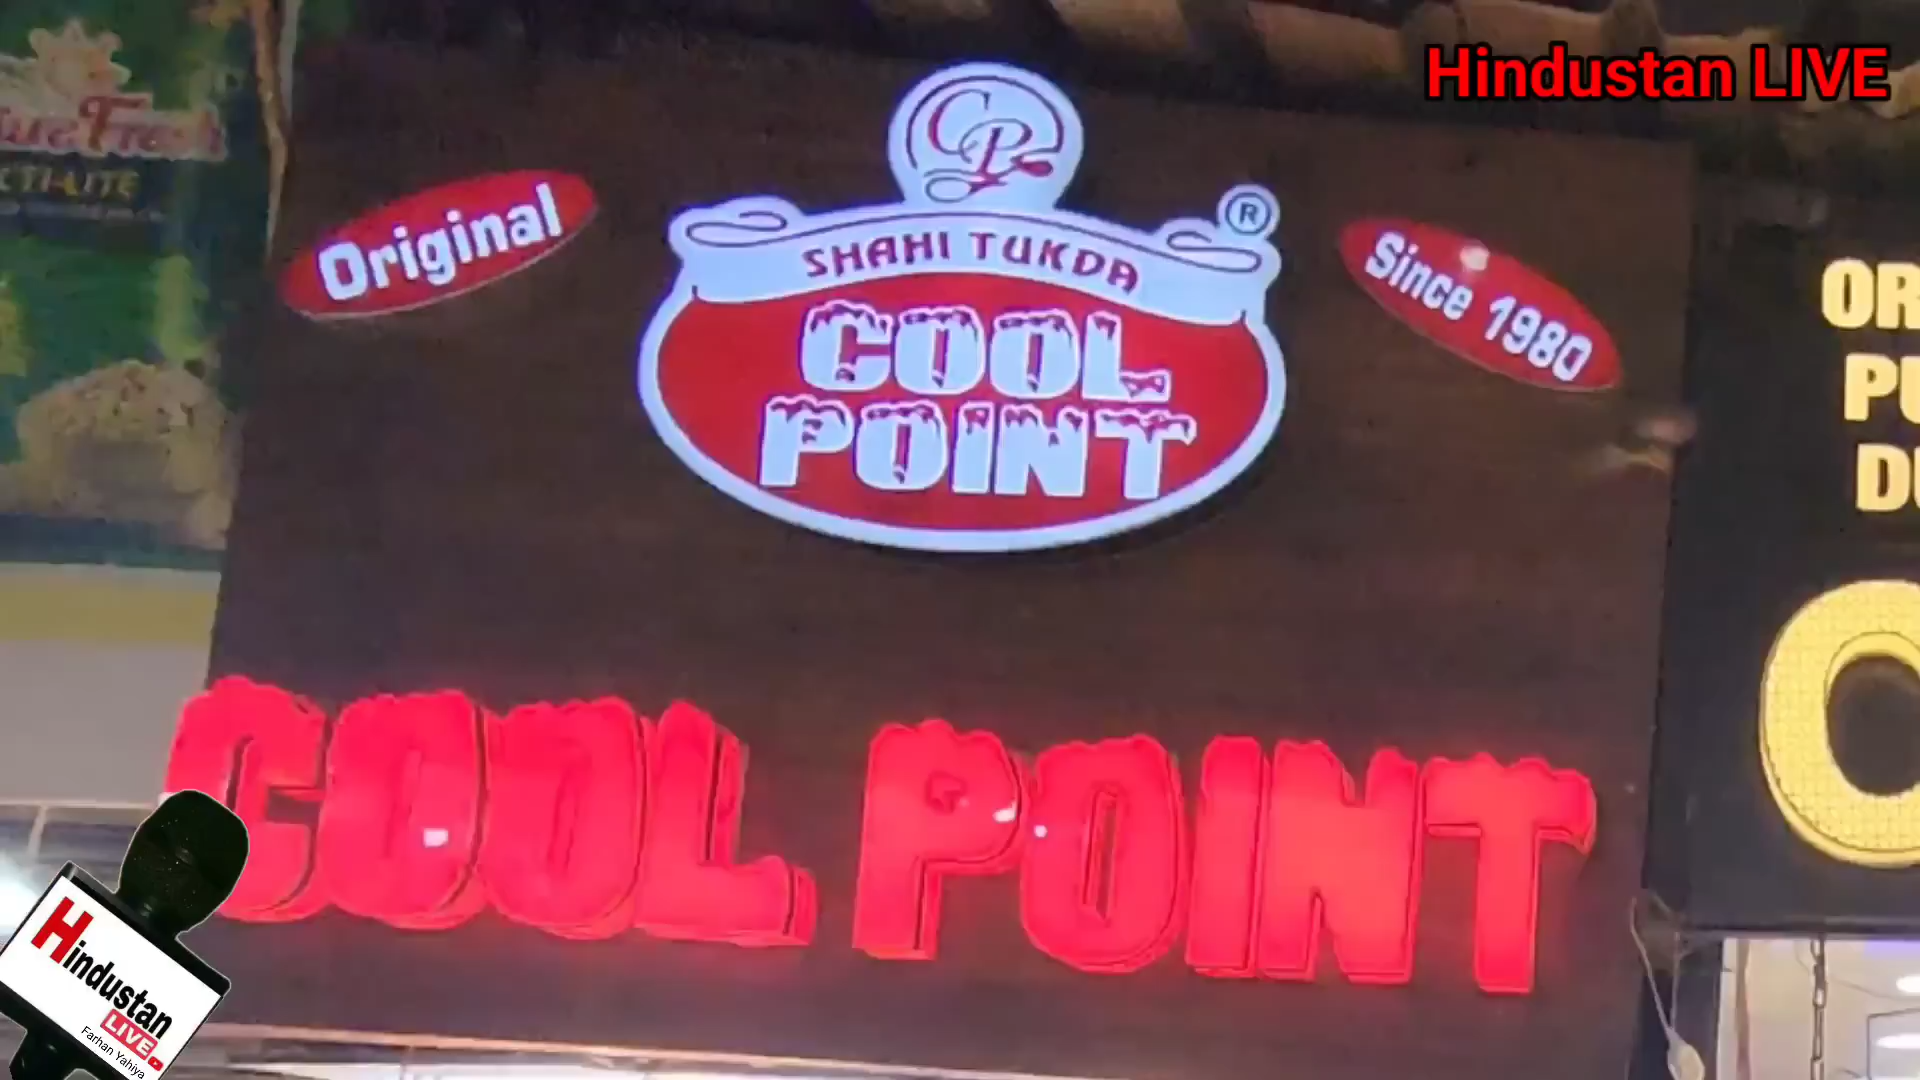 Hindustan LIVE
CP
Original
SHAHI TUKDA
®
COOL
POINT
Since 1980
COOL POINT
Hindustan
LIVE
Farhan Yahiya